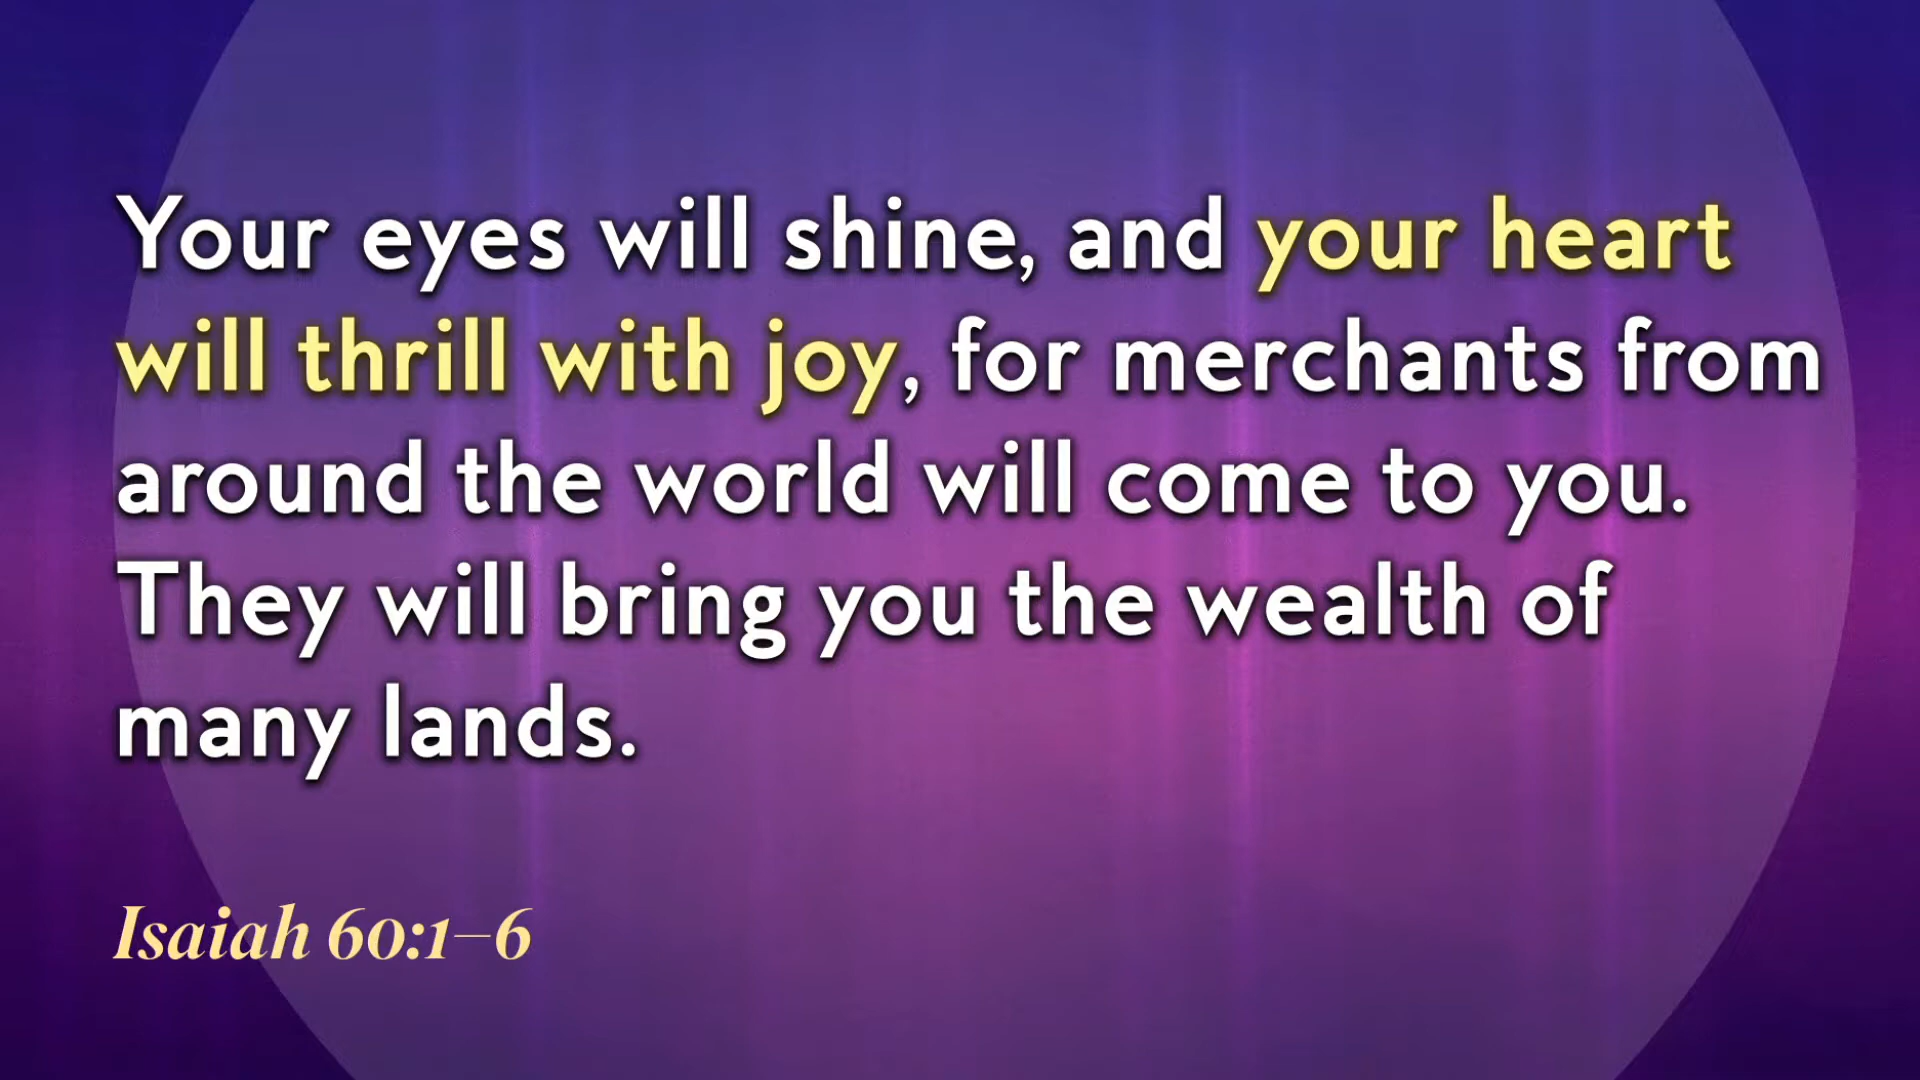 Your eyes will shine, and your heart
will thrill with joy, for merchants from
around the world will come to you.
They will bring you the wealth of
many lands.
Isaiah 60:1–6